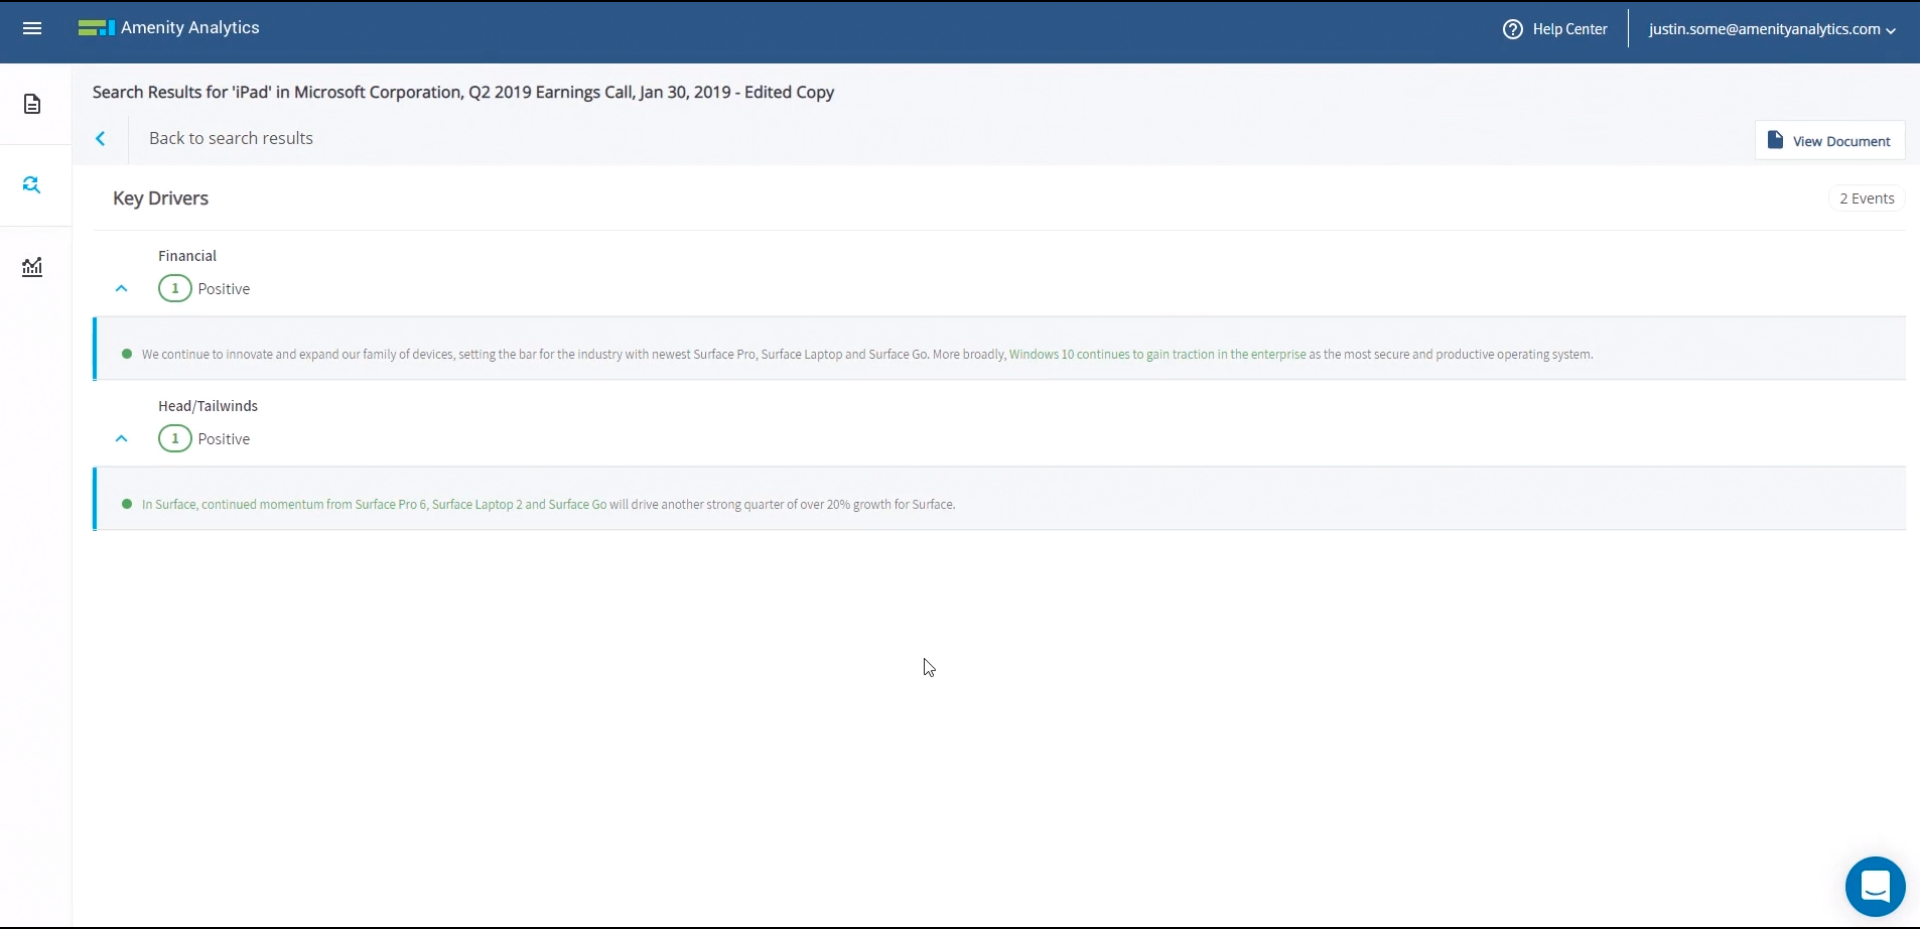 Amenity Analytics
Help Center
justin.some@amenityanalytics.com
Search Results for 'iPad' in Microsoft Corporation, Q2 2019 Earnings Call, Jan 30, 2019 - Edited Copy
Back to search results
View Document
Key Drivers
2 Events
Financial
1 Positive
We continue to innovate and expand our family of devices, setting the bar for the industry with newest Surface Pro, Surface Laptop and Surface Go. More broadly, Windows 10 continues to gain traction in the enterprise as the most secure and productive operating system.
Head/Tailwinds
1 Positive
In Surface, continued momentum from Surface Pro 6, Surface Laptop 2 and Surface Go will drive another strong quarter of over 20% growth for Surface.